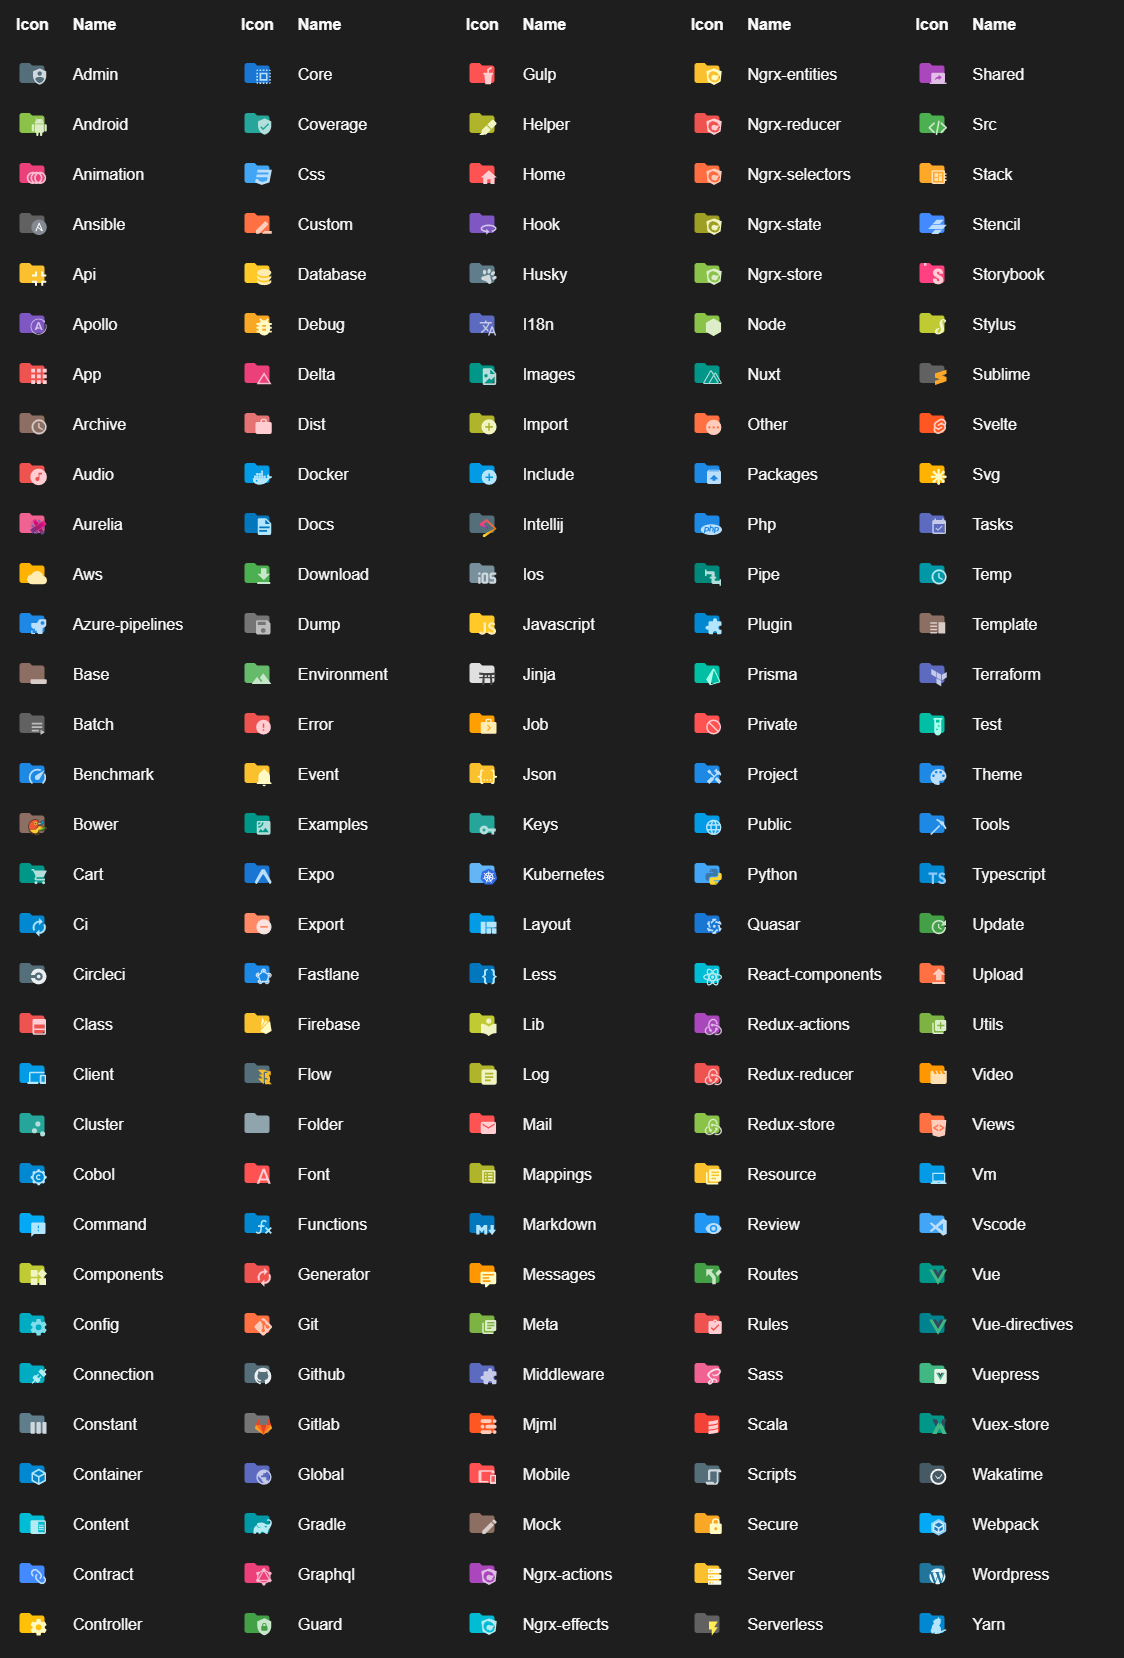 Icon Name Icon Name Icon Name Icon Name Icon Name
Admin Core Gulp Ngrx-entities Shared
Android Coverage Helper Ngrx-reducer Src
Animation Css Home Ngrx-selectors Stack
Ansible Custom Hook Ngrx-state Stencil
Api Database Husky Ngrx-store Storybook
Apollo Debug I18n Node Stylus
App Delta Images Nuxt Sublime
Archive Dist Import Other Svelte
Audio Docker Include Packages Svg
Aurelia Docs Intellij Php Tasks
Aws Download Ios Pipe Temp
Azure-pipelines Dump Javascript Plugin Template
Base Environment Jinja Prisma Terraform
Batch Error Job Private Test
Benchmark Event Json Project Theme
Bower Examples Keys Public Tools
Cart Expo Kubernetes Python Typescript
Ci Export Layout Quasar Update
Circleci Fastlane Less React-components Upload
Class Firebase Lib Redux-actions Utils
Client Flow Log Redux-reducer Video
Cluster Folder Mail Redux-store Views
Cobol Font Mappings Resource Vm
Command Functions Markdown Review Vscode
Components Generator Messages Routes Vue
Config Git Meta Rules Vue-directives
Connection Github Middleware Sass Vuepress
Constant Gitlab Mjml Scala Vuex-store
Container Global Mobile Scripts Wakatime
Content Gradle Mock Secure Webpack
Contract Graphql Ngrx-actions Server Wordpress
Controller Guard Ngrx-effects Serverless Yarn